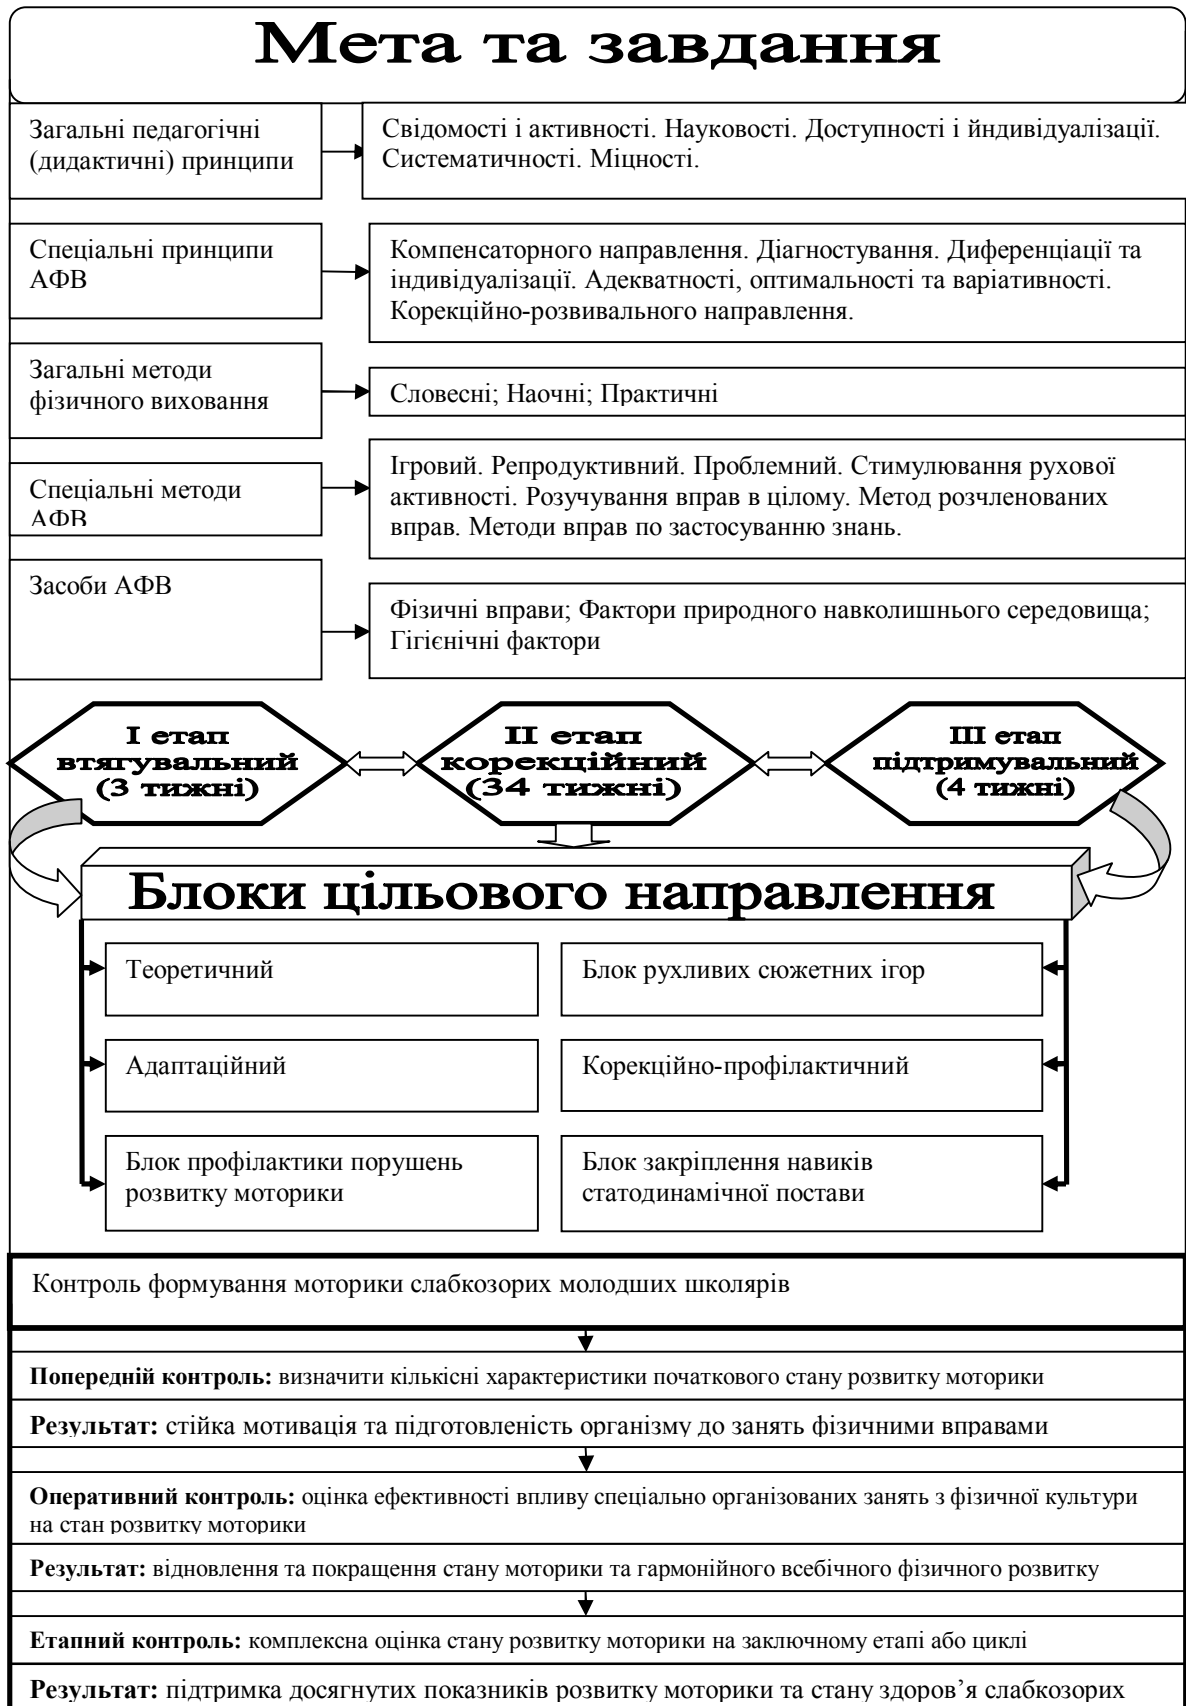 Мета та завдання
Загальні педагогічні
(дидактичні) принципи
Свідомості і активності. Науковості. Доступності і йндивідуалізації.
Систематичності. Міцності.
Спеціальні принципи
АФВ
Компенсаторного направлення. Діагностування. Диференціації та
індивідуалізації. Адекватності, оптимальності та варіативності.
Корекційно-розвивального направлення.
Загальні методи
фізичного виховання
Словесні; Наочні; Практичні
Спеціальні методи
АФВ
Ігровий. Репродуктивний. Проблемний. Стимулювання рухової
активності. Розучування вправ в цілому. Метод розчленованих
вправ. Методи вправ по застосуванню знань.
Засоби АФВ
Фізичні вправи; Фактори природного навколишнього середовища;
Гігієнічні фактори
I етап
втягувальний
(3 тижні)
II етап
корекційний
(34 тижні)
III етап
підтримувальний
(4 тижні)
Блоки цільового направлення
Теоретичний
Блок рухливих сюжетних ігор
Адаптаційний
Корекційно-профілактичний
Блок профілактики порушень
розвитку моторики
Блок закріплення навиків
статодинамічної постави
Контроль формування моторики слабкозорих молодших школярів
Попередній контроль: визначити кількісні характеристики початкового стану розвитку моторики
Результат: стійка мотивація та підготовленість організму до занять фізичними вправами
Оперативний контроль: оцінка ефективності впливу спеціально організованих занять з фізичної культури
на стан розвитку моторики
Результат: відновлення та покращення стану моторики та гармонійного всебічного фізичного розвитку
Етапний контроль: комплексна оцінка стану розвитку моторики на заключному етапі або циклі
Результат: підтримка досягнутих показників розвитку моторики та стану здоров’я слабкозорих